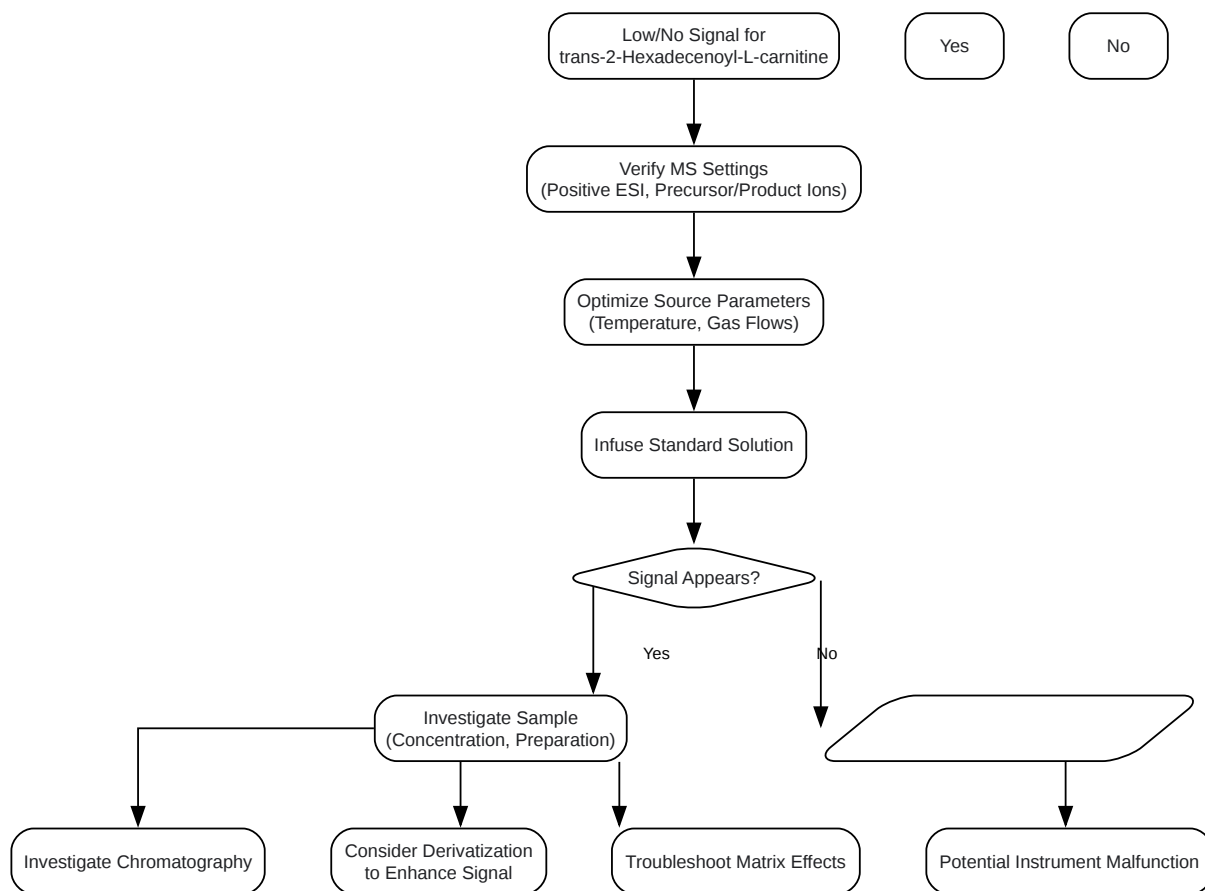 Low/No Signal for
trans-2-Hexadecenoyl-L-carnitine
Yes
No
Verify MS Settings
(Positive ESI, Precursor/Product Ions)
Optimize Source Parameters
(Temperature, Gas Flows)
Infuse Standard Solution
Signal Appears?
Yes
No
Investigate Sample
(Concentration, Preparation)
Investigate Chromatography
Consider Derivatization
to Enhance Signal
Troubleshoot Matrix Effects
Potential Instrument Malfunction